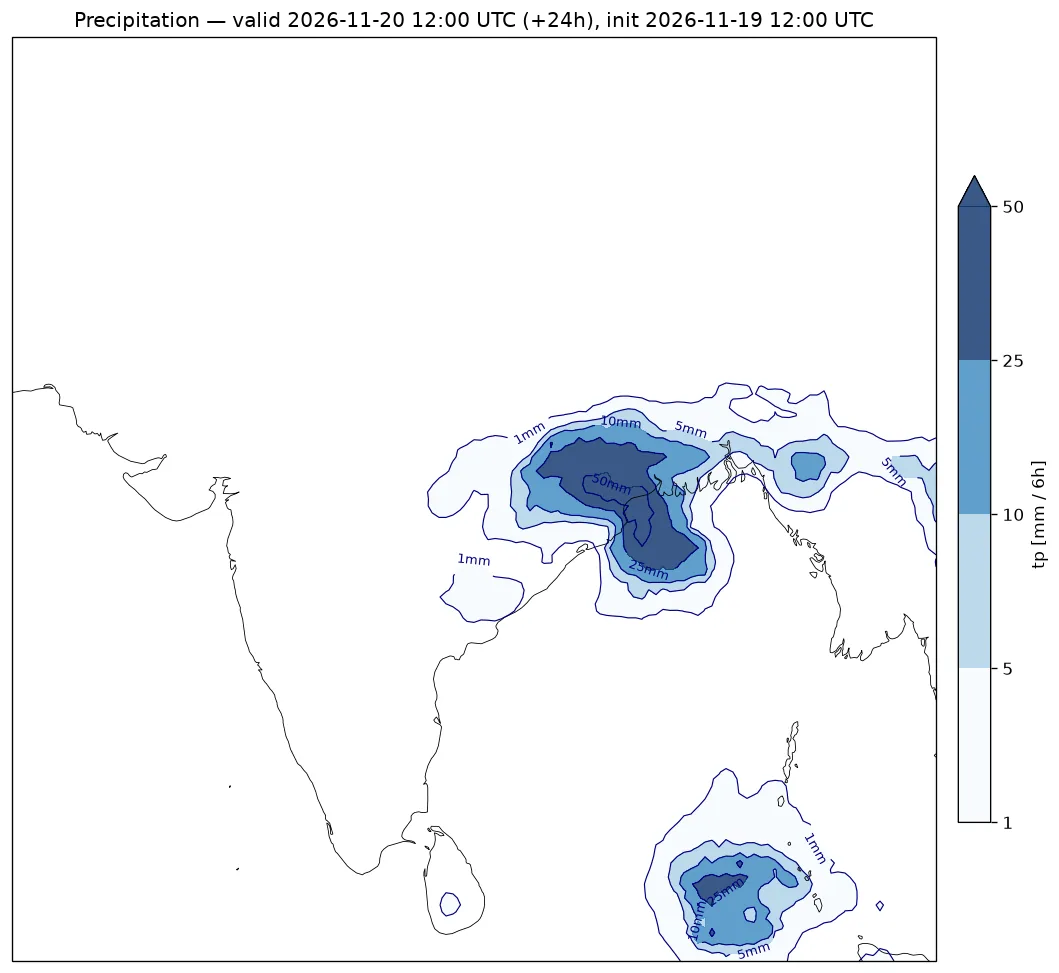 Precipitation — valid 2026-11-20 12:00 UTC (+24h), init 2026-11-19 12:00 UTC
50
25
10
5
1
tp [mm / 6h]
1mm
10mm
5mm
5mm
50mm
1mm
25mm
1mm
25mm
10mm
5mm